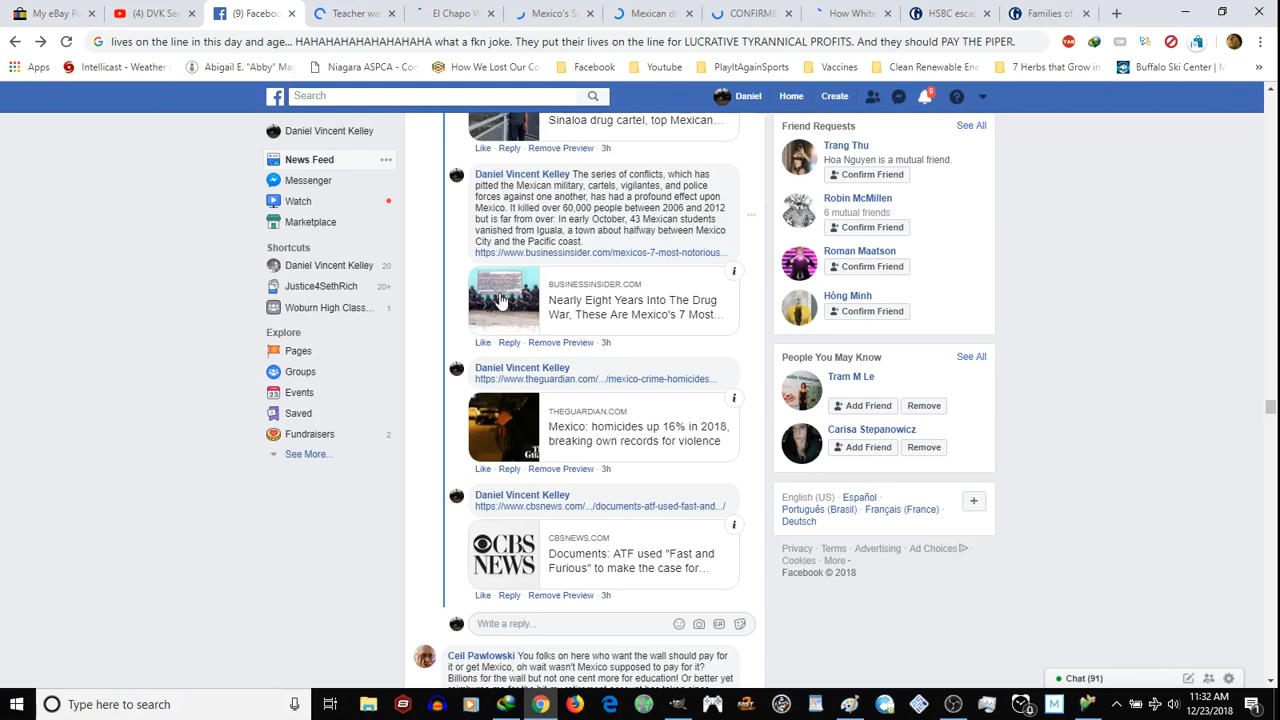 My eBay P
(4) DVK Se
(9) Facebo
Teacher wa
El Chapo W
Mexico's S
Mexican dr
CONFIRME
How White
HSBC esca
Families of
lives on the line in this day and age... HAHAHAHAHAHAHAHA what a fkn joke. They put their lives on the line for LUCRATIVE TYRANNICAL PROFITS. And they should PAY THE PIPER.
Apps
Intellicast - Weather
Abigail E. "Abby" Ma
Niagara ASPCA - Co
How We Lost Our Co
Facebook
Youtube
PlayItAgainSports
Vaccines
Clean Renewable Ene
7 Herbs that Grow in
Buffalo Ski Center |
Search
Daniel
Home
Create
Daniel Vincent Kelley
News Feed
Messenger
Watch
Marketplace
Shortcuts
Daniel Vincent Kelley 20
Justice4SethRich 20+
Woburn High Class... 1
Explore
Pages
Groups
Events
Saved
Fundraisers 2
See More...
Sinaloa drug cartel, top Mexican...
Like · Reply · Remove Preview · 3h
Daniel Vincent Kelley The series of conflicts, which has
pitted the Mexican military, cartels, vigilantes, and police
forces against one another, has had a profound effect upon
Mexico. It killed over 60,000 people between 2006 and 2012
but is far from over: In early October, 43 Mexican students
vanished from Iguala, a town about halfway between Mexico
City and the Pacific coast.
https://www.businessinsider.com/mexicos-7-most-notorious...
BUSINESSINSIDER.COM
Nearly Eight Years Into The Drug
War, These Are Mexico's 7 Most...
Like · Reply · Remove Preview · 3h
Daniel Vincent Kelley
https://www.theguardian.com/.../mexico-crime-homicides...
THEGUARDIAN.COM
Mexico: homicides up 16% in 2018,
breaking own records for violence
Like · Reply · Remove Preview · 3h
Daniel Vincent Kelley
https://www.cbsnews.com/.../documents-atf-used-fast-and.../
CBS
NEWS
CBSNEWS.COM
Documents: ATF used "Fast and
Furious" to make the case for...
Like · Reply · Remove Preview · 3h
Write a reply...
Ceil Pawlowski You folks on here who want the wall should pay for
it or get Mexico, oh wait wasn't Mexico supposed to pay for it?
Billions for the wall but not one cent more for education! Or better yet
Friend Requests
See All
Trang Thu
Hoa Nguyen is a mutual friend.
Confirm Friend
Robin McMillen
6 mutual friends
Confirm Friend
Roman Maatson
Confirm Friend
Hồng Minh
Confirm Friend
People You May Know
See All
Tram M Le
Add Friend
Remove
Carisa Stepanowicz
Add Friend
Remove
English (US) · Español ·
Português (Brasil) · Français (France) ·
Deutsch
Privacy · Terms · Advertising · Ad Choices
Cookies · More
Facebook © 2018
Chat (91)
Type here to search
11:32 AM
12/23/2018